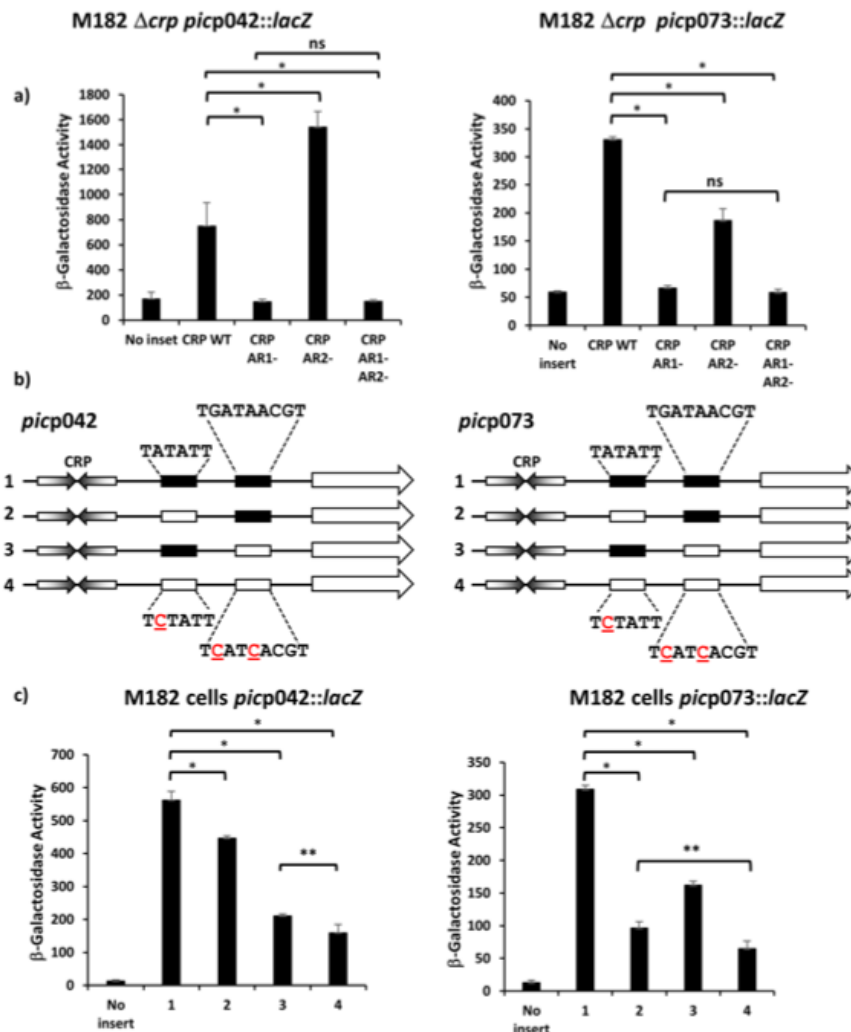 M182 Δcrp picp042::lacZ
M182 Δcrp picp073::lacZ
a)
ns
*
*
*
β-Galactosidase Activity
1800
1600
1400
1200
1000
800
600
400
200
0
No inset
CRP WT
CRP AR1-
CRP AR2-
CRP AR1- AR2-
*
*
*
ns
β-Galactosidase Activity
400
350
300
250
200
150
100
50
0
No insert
CRP WT
CRP AR1-
CRP AR2-
CRP AR1- AR2-
b)
picp042
TGATAACGT
TATATT
CRP
1
2
3
4
TCTATT
TCATCACGT
picp073
TGATAACGT
TATATT
CRP
1
2
3
4
TCTATT
TCATCACGT
c)
M182 cells picp042::lacZ
*
*
*
**
β-Galactosidase Activity
700
600
500
400
300
200
100
0
No insert
1
2
3
4
M182 cells picp073::lacZ
*
*
*
**
β-Galactosidase Activity
350
300
250
200
150
100
50
0
No insert
1
2
3
4